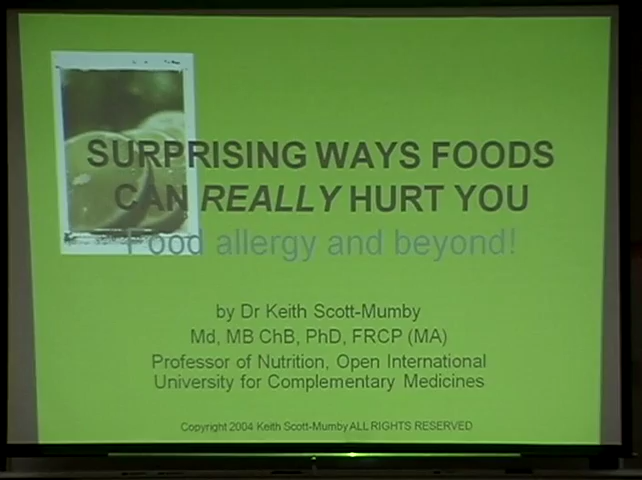 SURPRISING WAYS FOODS
CAN REALLY HURT YOU
Food allergy and beyond!
by Dr Keith Scott-Mumby
Md, MB ChB, PhD, FRCP (MA)
Professor of Nutrition, Open International
University for Complementary Medicines
Copyright 2004 Keith Scott-Mumby ALL RIGHTS RESERVED